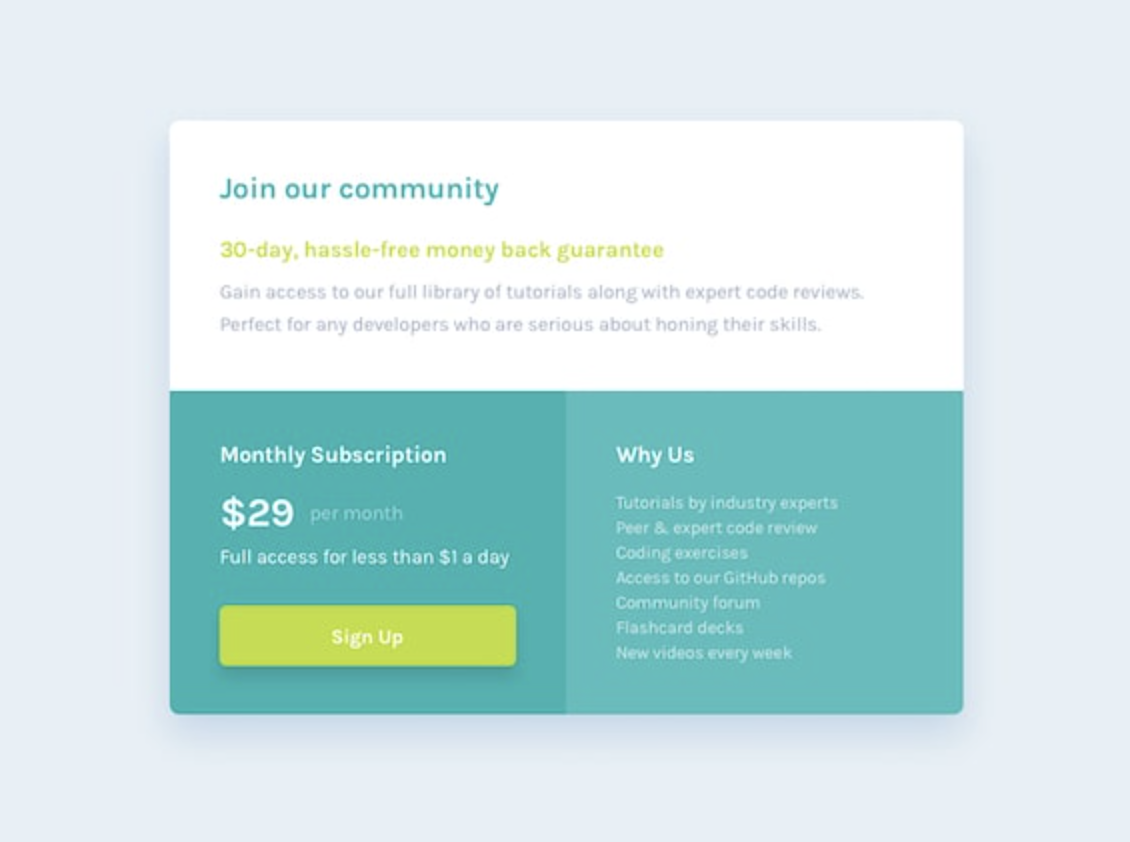 Join our community
30-day, hassle-free money back guarantee
Gain access to our full library of tutorials along with expert code reviews.
Perfect for any developers who are serious about honing their skills.
Monthly Subscription
$29 per month
Full access for less than $1 a day
Sign Up
Why Us
Tutorials by industry experts
Peer & expert code review
Coding exercises
Access to our GitHub repos
Community forum
Flashcard decks
New videos every week